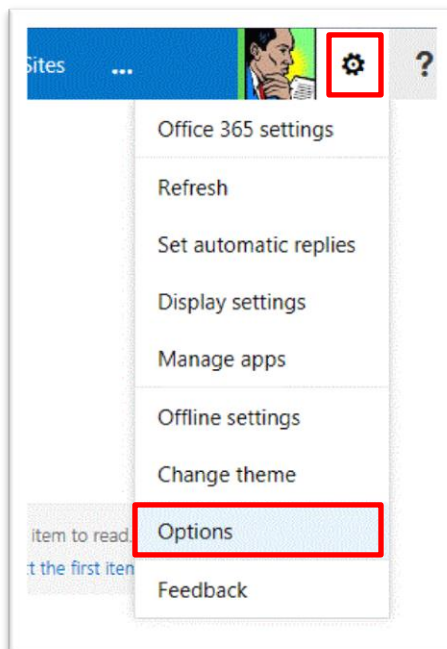 Sites ... ?
Office 365 settings
Refresh
Set automatic replies
Display settings
Manage apps
Offline settings
Change theme
item to read.
Options
t the first iten
Feedback